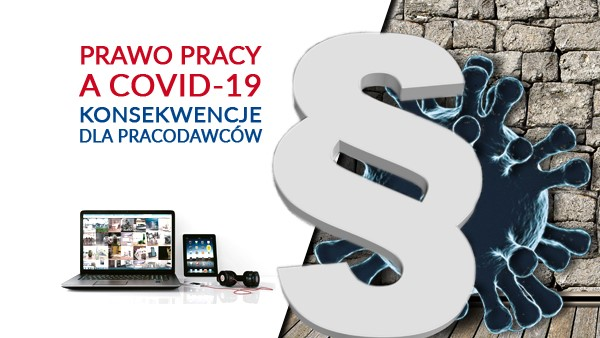 PRAWO PRACY
A COVID-19
KONSEKWENCJE
DLA PRACODAWCÓW
§